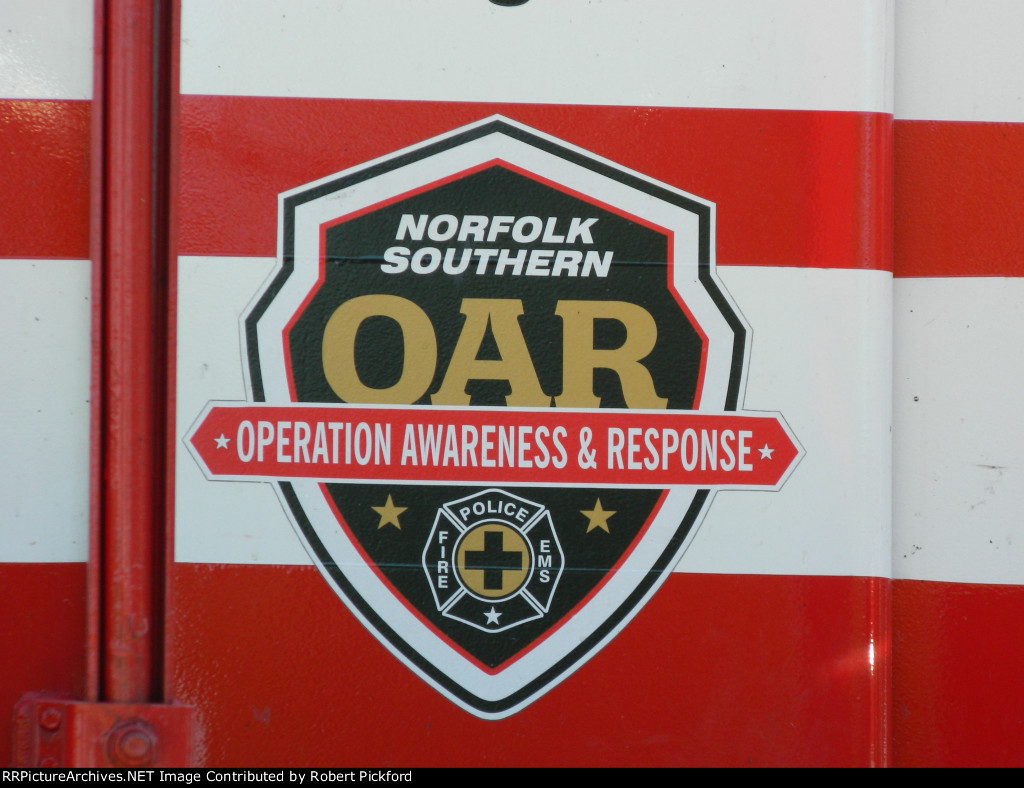 NORFOLK
SOUTHERN
OAR
OPERATION AWARENESS & RESPONSE
POLICE
FIRE
EMS
RRPictureArchives.NET Image Contributed by Robert Pickford